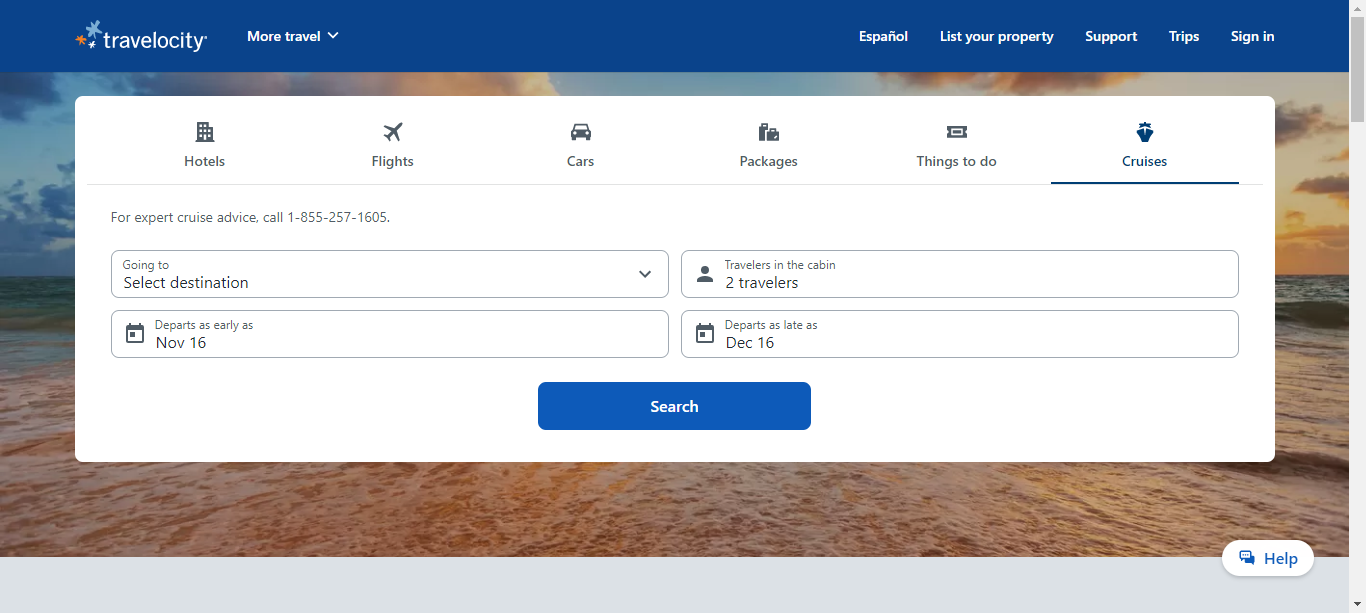 travelocity
More travel
Español
List your property
Support
Trips
Sign in
Hotels
Flights
Cars
Packages
Things to do
Cruises
For expert cruise advice, call 1-855-257-1605.
Going to
Select destination
Travelers in the cabin
2 travelers
Departs as early as
Nov 16
Departs as late as
Dec 16
Search
Help